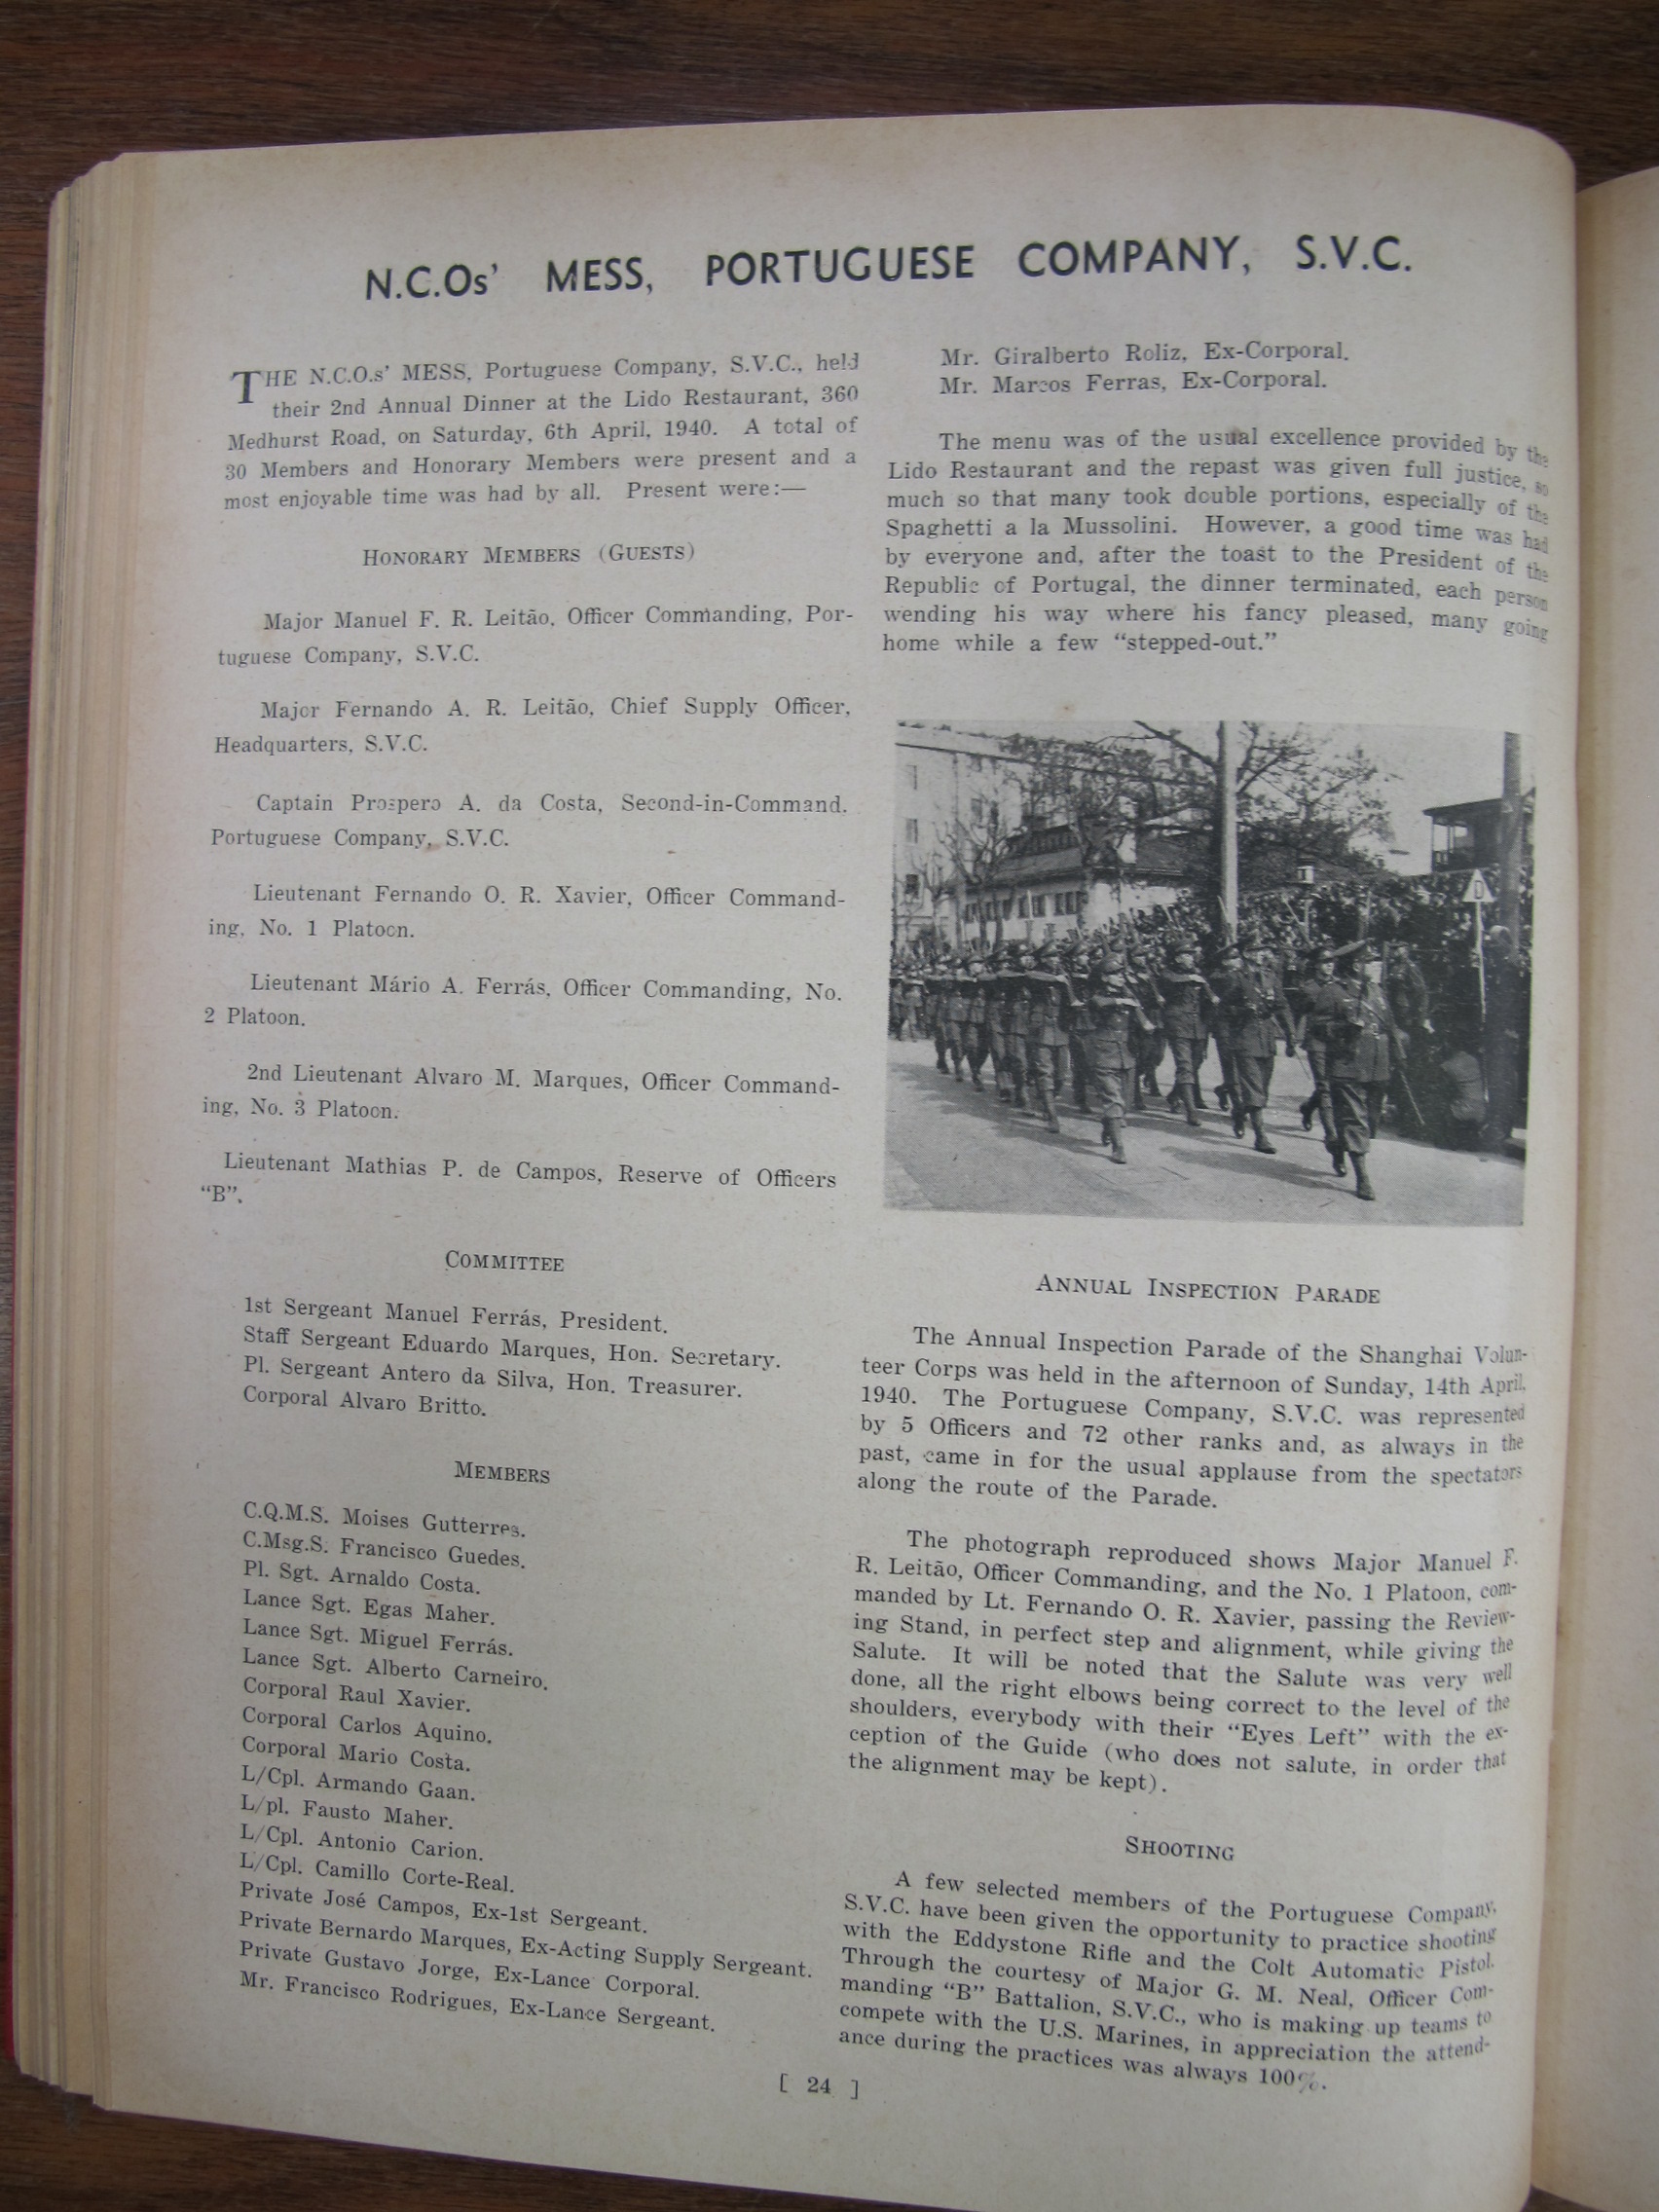 N.C.Os' MESS, PORTUGUESE COMPANY, S.V.C.
THE N.C.O.s' MESS, Portuguese Company, S.V.C., held
their 2nd Annual Dinner at the Lido Restaurant, 360
Medhurst Road, on Saturday, 6th April, 1940. A total of
30 Members and Honorary Members were present and a
most enjoyable time was had by all. Present were:—
HONORARY MEMBERS (GUESTS)
Major Manuel F. R. Leitão, Officer Commanding, Por-
tuguese Company, S.V.C.
Major Fernando A. R. Leitão, Chief Supply Officer,
Headquarters, S.V.C.
Captain Prospero A. da Costa, Second-in-Command.
Portuguese Company, S.V.C.
Lieutenant Fernando O. R. Xavier, Officer Command-
ing, No. 1 Platoon.
Lieutenant Mário A. Ferrás, Officer Commanding, No.
2 Platoon.
2nd Lieutenant Alvaro M. Marques, Officer Command-
ing, No. 3 Platoon.
Lieutenant Mathias P. de Campos, Reserve of Officers
“B”.
COMMITTEE
1st Sergeant Manuel Ferrás, President.
Staff Sergeant Eduardo Marques, Hon. Secretary.
Pl. Sergeant Antero da Silva, Hon. Treasurer.
Corporal Alvaro Britto.
MEMBERS
C.Q.M.S. Moises Gutterres.
C.Msg.S. Francisco Guedes.
Pl. Sgt. Arnaldo Costa.
Lance Sgt. Egas Maher.
Lance Sgt. Miguel Ferrás.
Lance Sgt. Alberto Carneiro.
Corporal Raul Xavier.
Corporal Carlos Aquino.
Corporal Mario Costa.
L/Cpl. Armando Gaan.
L/pl. Fausto Maher.
L/Cpl. Antonio Carion.
L/Cpl. Camillo Corte-Real.
Private José Campos, Ex-1st Sergeant.
Private Bernardo Marques, Ex-Acting Supply Sergeant.
Private Gustavo Jorge, Ex-Lance Corporal.
Mr. Francisco Rodrigues, Ex-Lance Sergeant.
Mr. Giralberto Roliz, Ex-Corporal.
Mr. Marcos Ferras, Ex-Corporal.
The menu was of the usual excellence provided by the
Lido Restaurant and the repast was given full justice, so
much so that many took double portions, especially of the
Spaghetti a la Mussolini. However, a good time was had
by everyone and, after the toast to the President of the
Republic of Portugal, the dinner terminated, each person
wending his way where his fancy pleased, many going
home while a few “stepped-out.”
D
ANNUAL INSPECTION PARADE
The Annual Inspection Parade of the Shanghai Volun-
teer Corps was held in the afternoon of Sunday, 14th April,
1940. The Portuguese Company, S.V.C. was represented
by 5 Officers and 72 other ranks and, as always in the
past, came in for the usual applause from the spectators
along the route of the Parade.
The photograph reproduced shows Major Manuel F.
R. Leitão, Officer Commanding, and the No. 1 Platoon, com-
manded by Lt. Fernando O. R. Xavier, passing the Review-
ing Stand, in perfect step and alignment, while giving the
Salute. It will be noted that the Salute was very well
done, all the right elbows being correct to the level of the
shoulders, everybody with their “Eyes Left” with the ex-
ception of the Guide (who does not salute, in order that
the alignment may be kept).
SHOOTING
A few selected members of the Portuguese Company,
S.V.C. have been given the opportunity to practice shooting
with the Eddystone Rifle and the Colt Automatic Pistol.
Through the courtesy of Major G. M. Neal, Officer Com-
manding “B” Battalion, S.V.C., who is making up teams to
compete with the U.S. Marines, in appreciation the attend-
ance during the practices was always 100%.
[ 24 ]